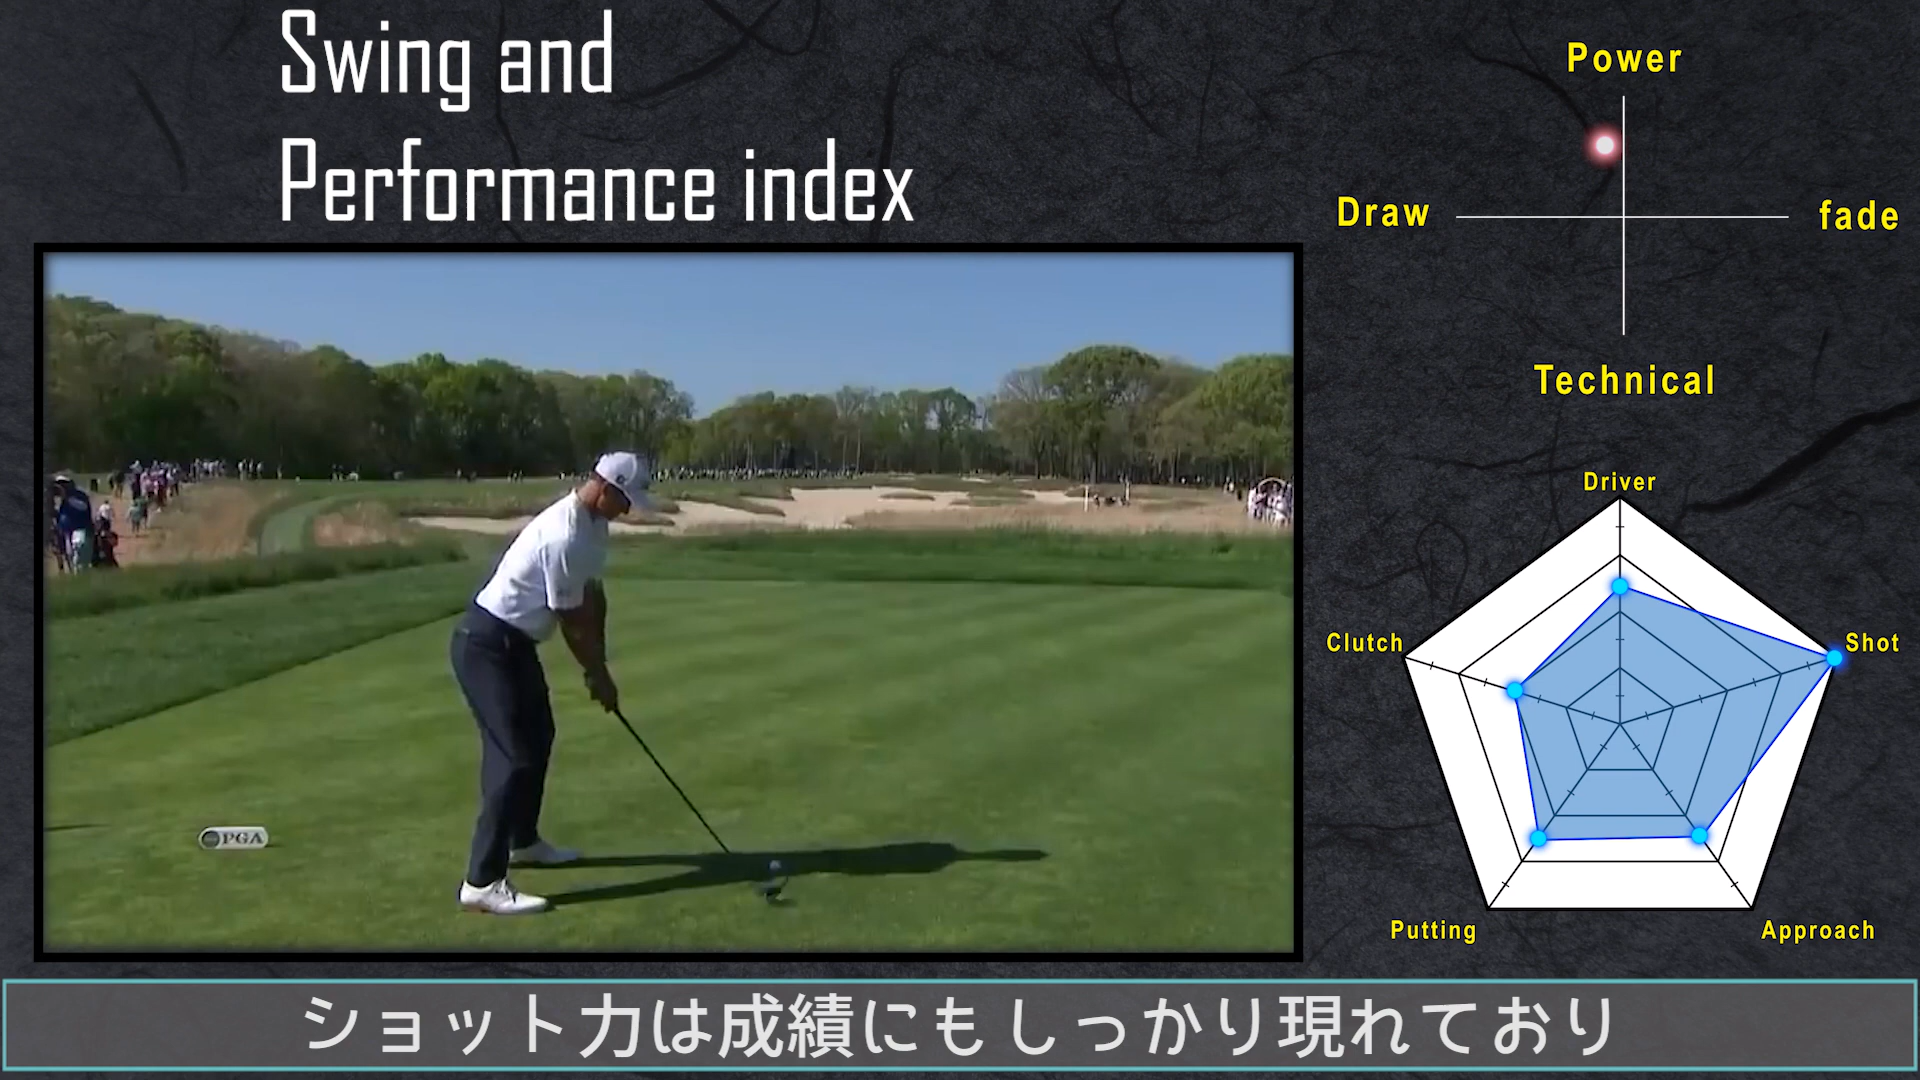 Swing and
Performance index
Power
Draw
fade
Technical
Driver
Clutch
Shot
Putting
Approach
PGA
ショット力は成績にもしっかり現れており